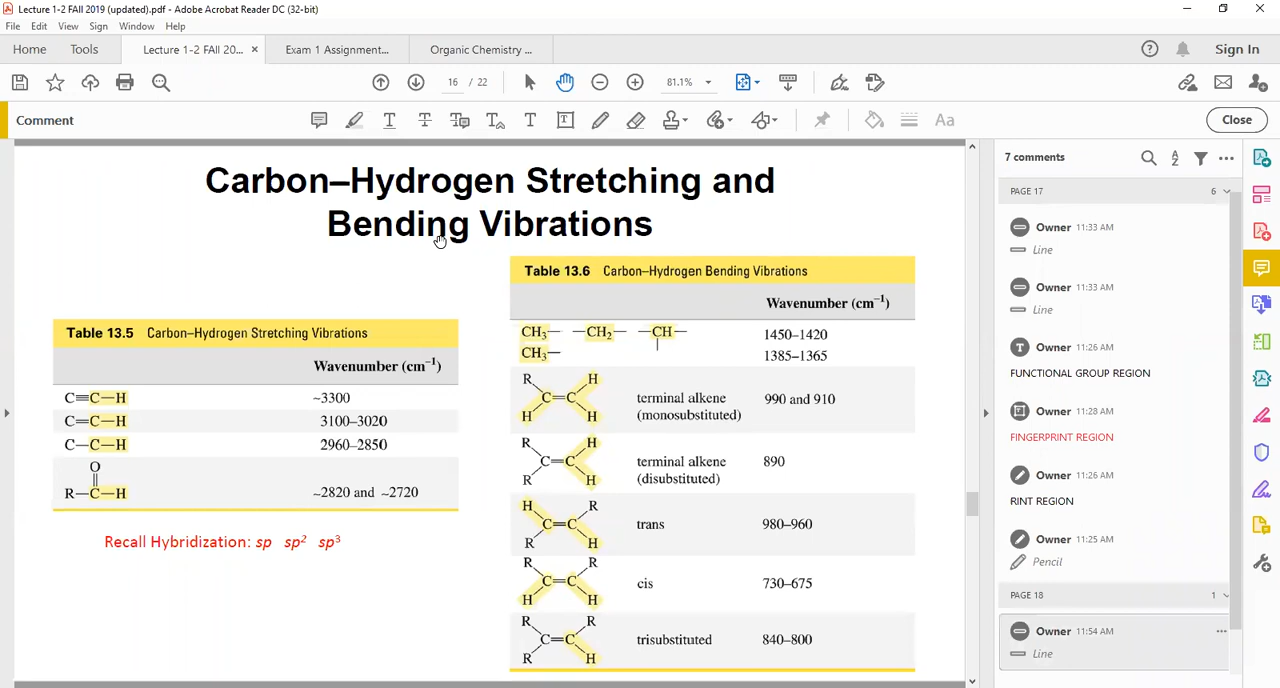 Lecture 1-2 FALL 2019 (updated).pdf - Adobe Acrobat Reader DC (32-bit)
File Edit View Sign Window Help
Home Tools Lecture 1-2 FAll 20... × Exam 1 Assignment... Organic Chemistry ... Sign In
16 / 22 81.1%
Comment Close
Carbon–Hydrogen Stretching and
Bending Vibrations
Table 13.5 Carbon–Hydrogen Stretching Vibrations
Wavenumber (cm⁻¹)
C≡C—H ~3300
C=C—H 3100–3020
C—C—H 2960–2850
O
R—C—H ~2820 and ~2720
Recall Hybridization: sp sp² sp³
Table 13.6 Carbon–Hydrogen Bending Vibrations
Wavenumber (cm⁻¹)
CH₃— —CH₂— —CH— 1450–1420
CH₃— 1385–1365
R H
C=C terminal alkene 990 and 910
H H (monosubstituted)
R H
C=C terminal alkene 890
R H (disubstituted)
H R
C=C trans 980–960
R H
R R
C=C cis 730–675
H H
R R
C=C trisubstituted 840–800
R H
7 comments
PAGE 17 6
Owner 11:33 AM
Line
Owner 11:33 AM
Line
Owner 11:26 AM
FUNCTIONAL GROUP REGION
Owner 11:28 AM
FINGERPRINT REGION
Owner 11:26 AM
RINT REGION
Owner 11:25 AM
Pencil
PAGE 18 1
Owner 11:54 AM
Line